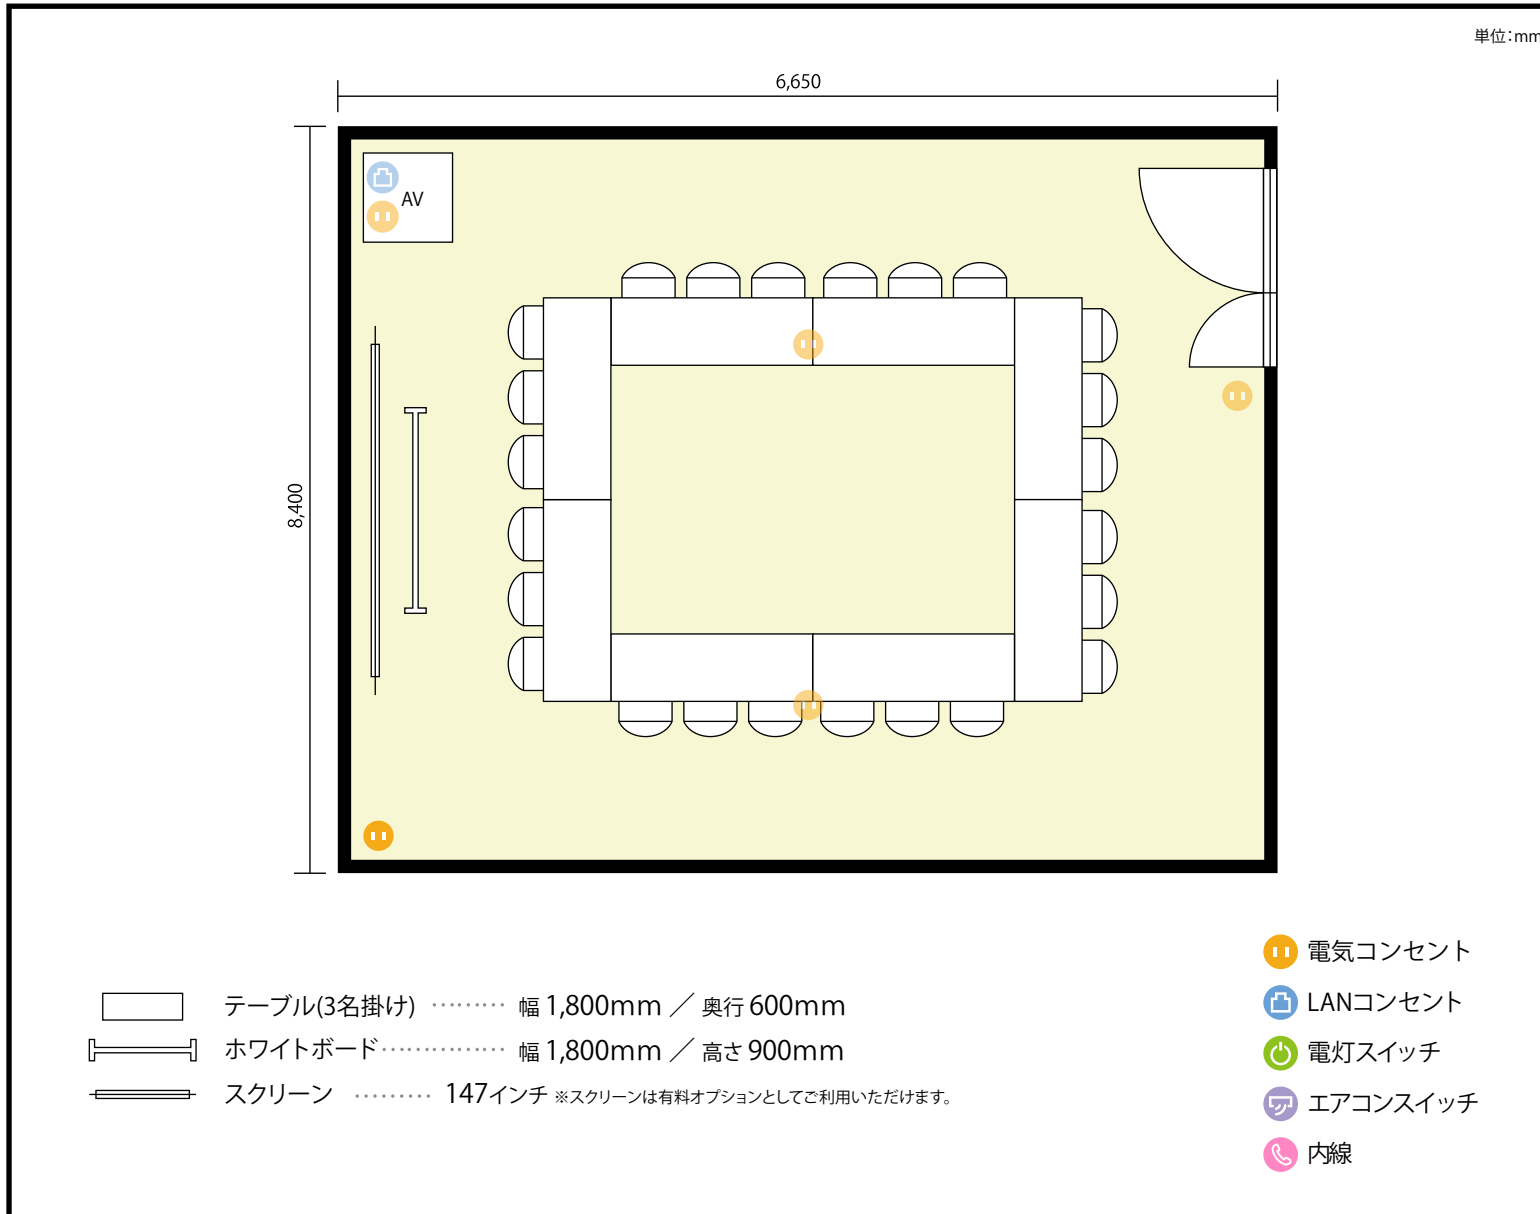 単位：mm
6,650
AV
8,400
テーブル(3名掛け) ········· 幅 1,800mm ／ 奥行 600mm
ホワイトボード··············· 幅 1,800mm ／ 高さ 900mm
スクリーン ········· 147インチ ※スクリーンは有料オプションとしてご利用いただけます。
電気コンセント
LANコンセント
電灯スイッチ
エアコンスイッチ
内線